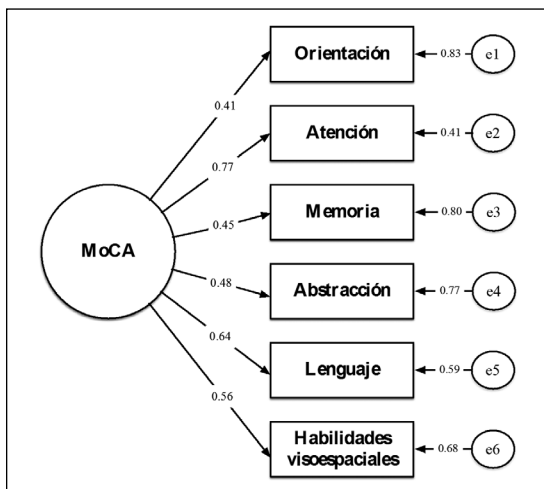 Orientación
0.83
e1
0.41
Atención
0.41
e2
0.77
Memoria
0.80
e3
0.45
MoCA
Abstracción
0.77
e4
0.48
Lenguaje
0.59
e5
0.64
Habilidades
visoespaciales
0.68
e6
0.56